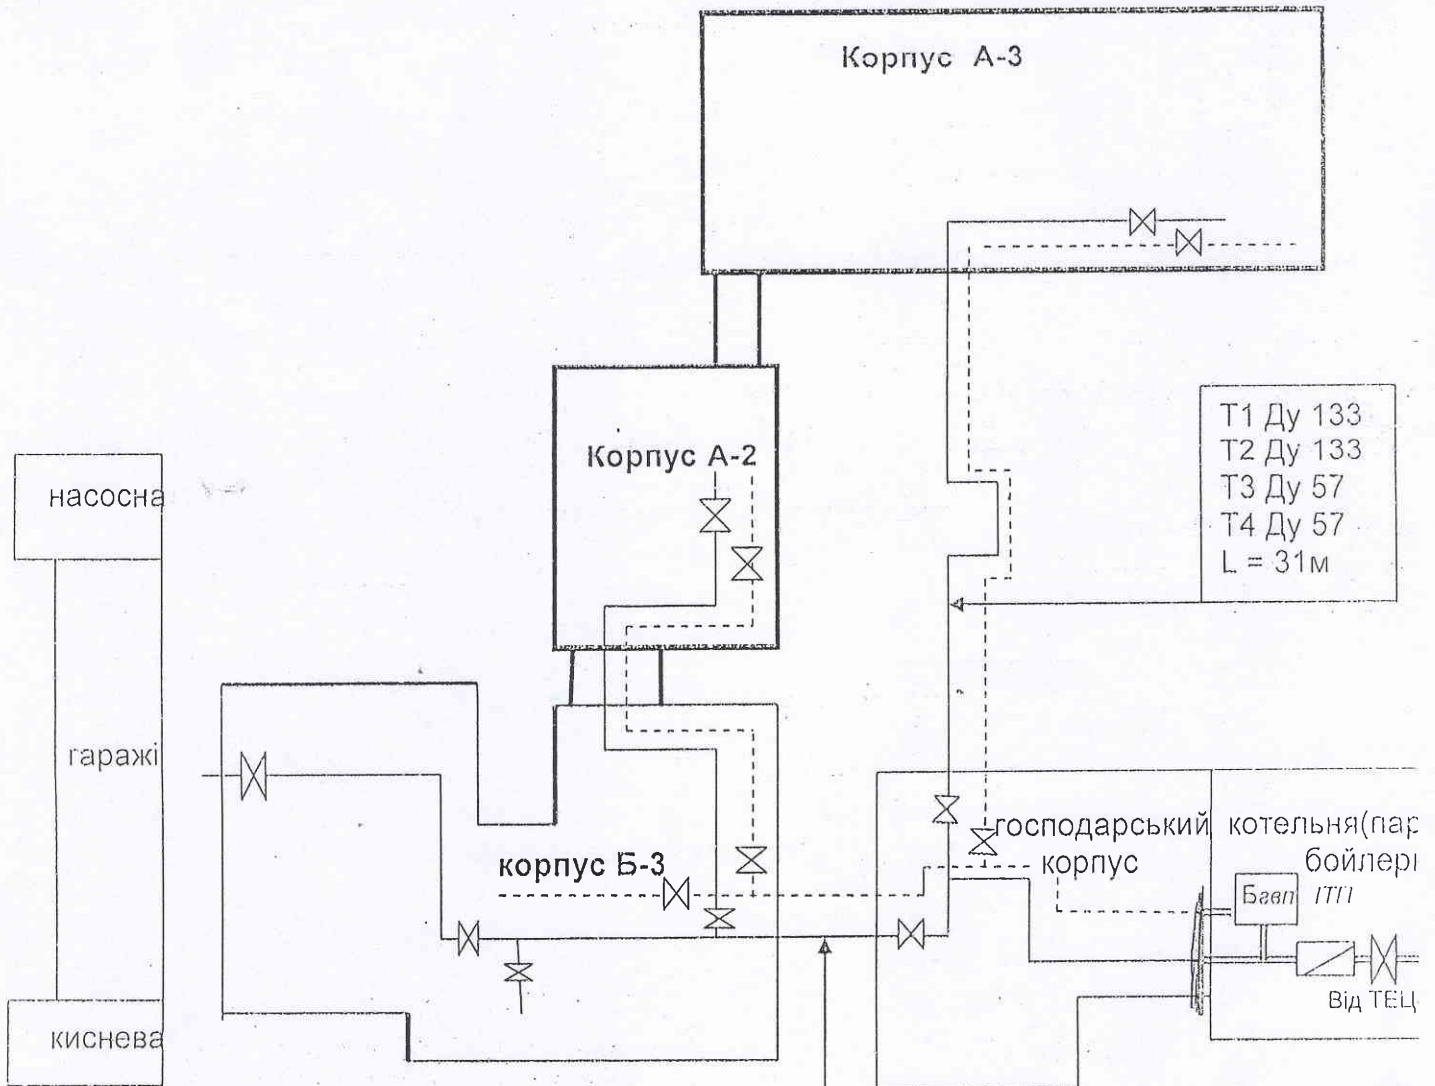 Корпус А-3
Т1 Ду 133
Т2 Ду 133
Т3 Ду 57
Т4 Ду 57
L = 31м
Корпус А-2
насосна
гаражі
киснева
корпус Б-3
господарський
корпус
котельня(пар
бойлері
Бгвп
ІТП
Від ТЕЦ